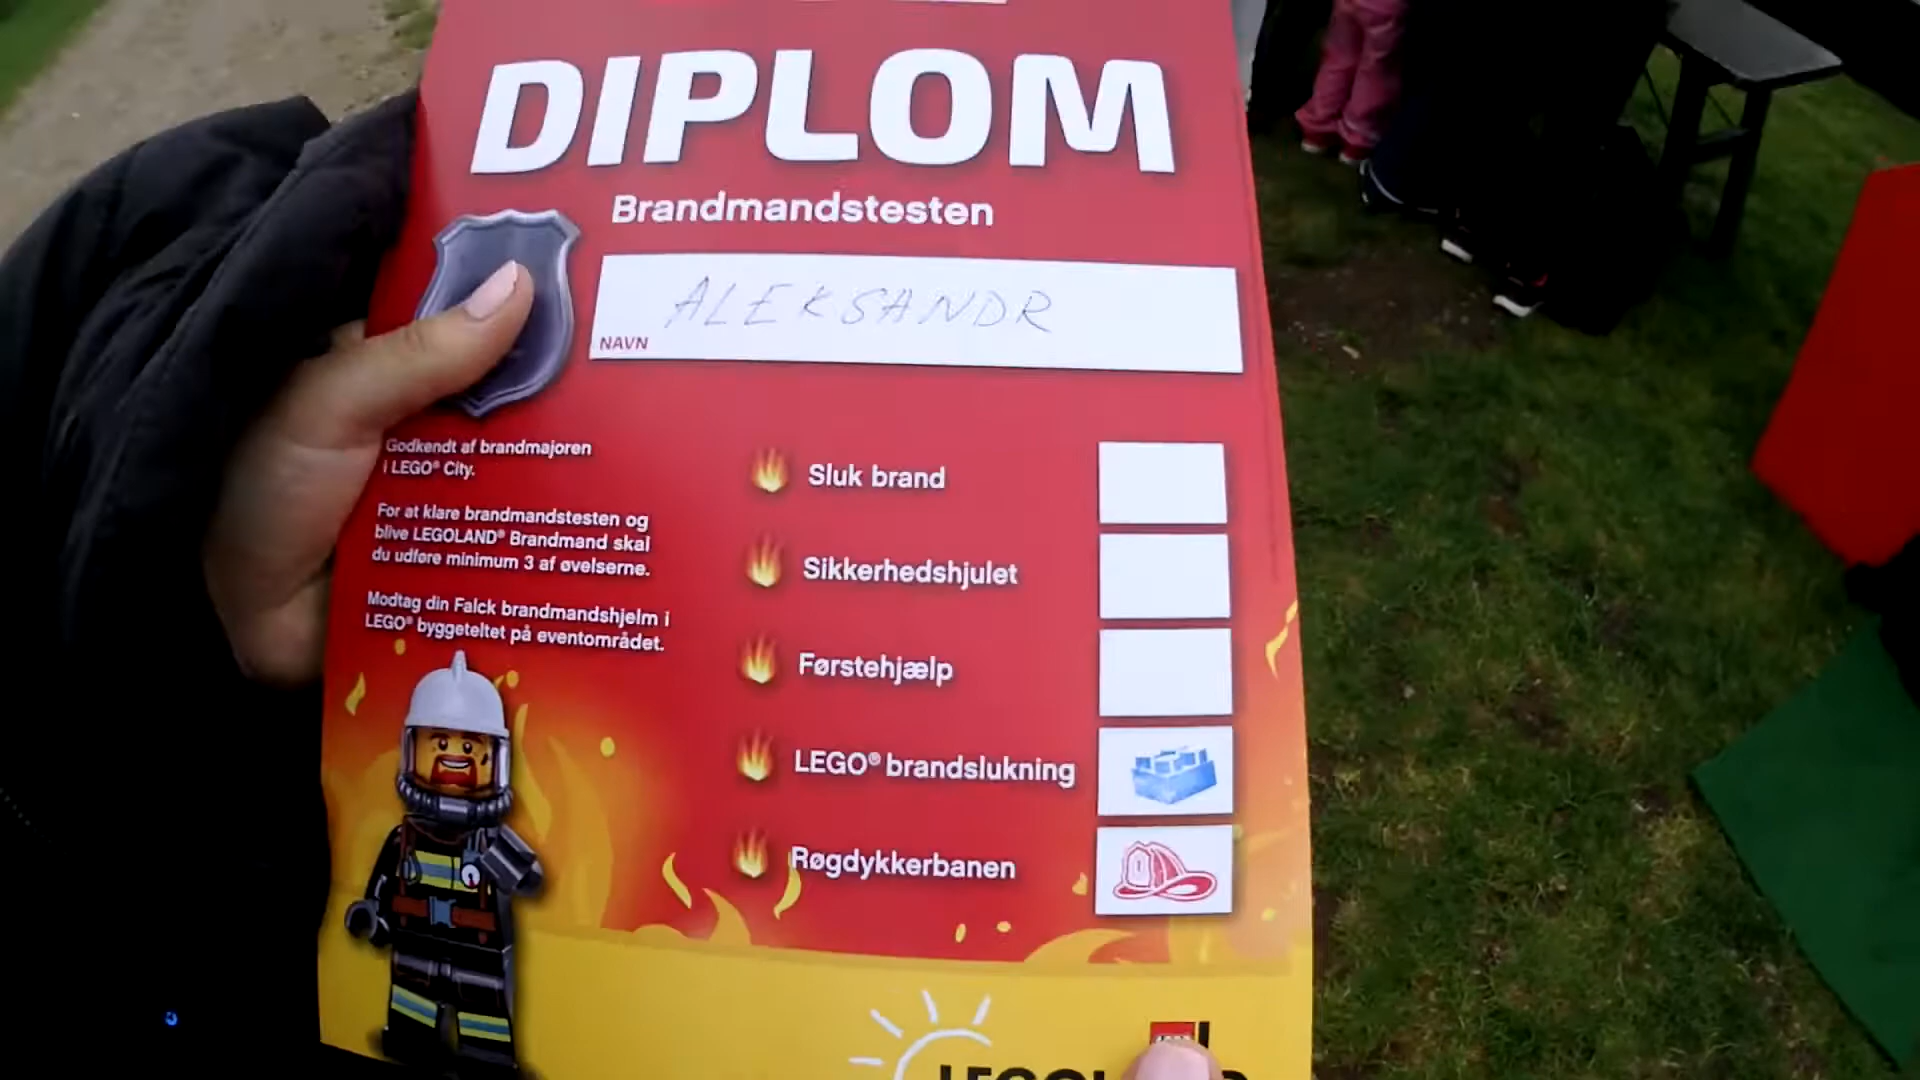 DIPLOM
Brandmandstesten
ALEKSANDR
NAVN
Godkendt af brandmajoren
i LEGO® City.
For at klare brandmandstesten og
blive LEGOLAND® Brandmand skal
du udføre minimum 3 af øvelserne.
Modtag din Falck brandmandshjelm i
LEGO® byggeteltet på eventområdet.
Sluk brand
Sikkerhedshjulet
Førstehjælp
LEGO® brandslukning
Røgdykkerbanen